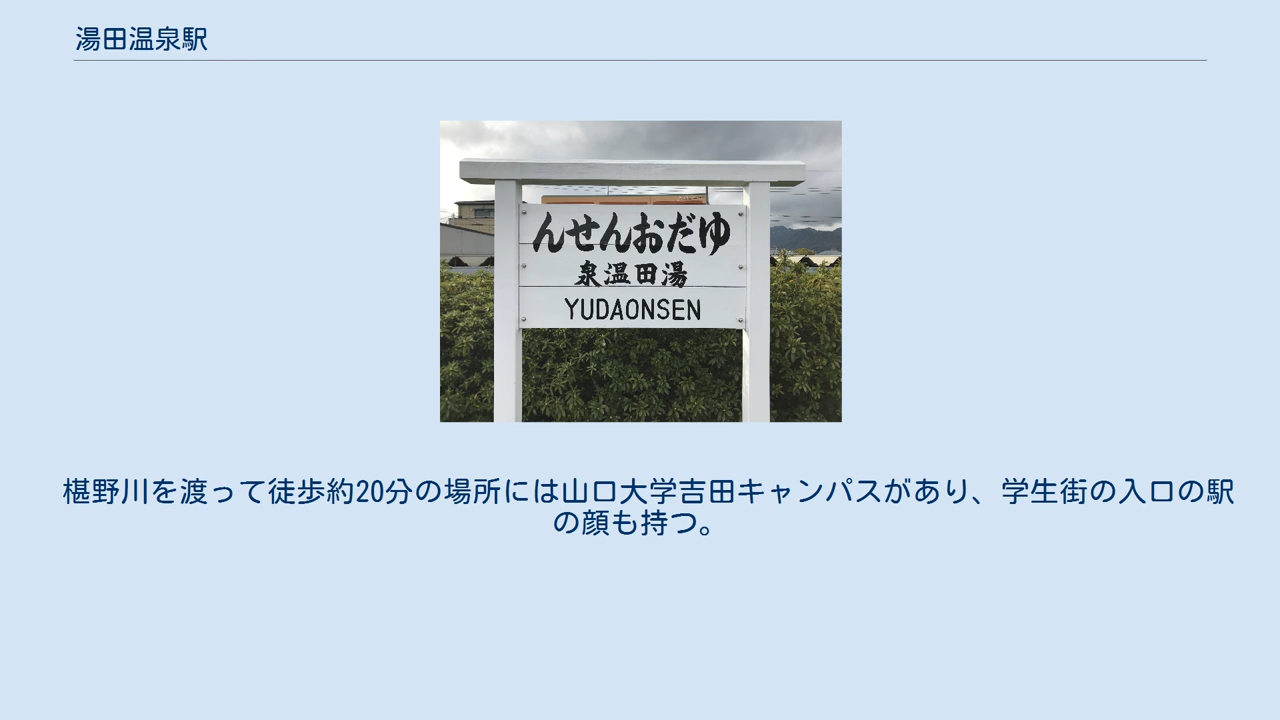 湯田温泉駅
んせんおだゆ
泉温田湯
YUDAONSEN
椹野川を渡って徒歩約20分の場所には山口大学吉田キャンパスがあり、学生街の入口の駅
の顔も持つ。